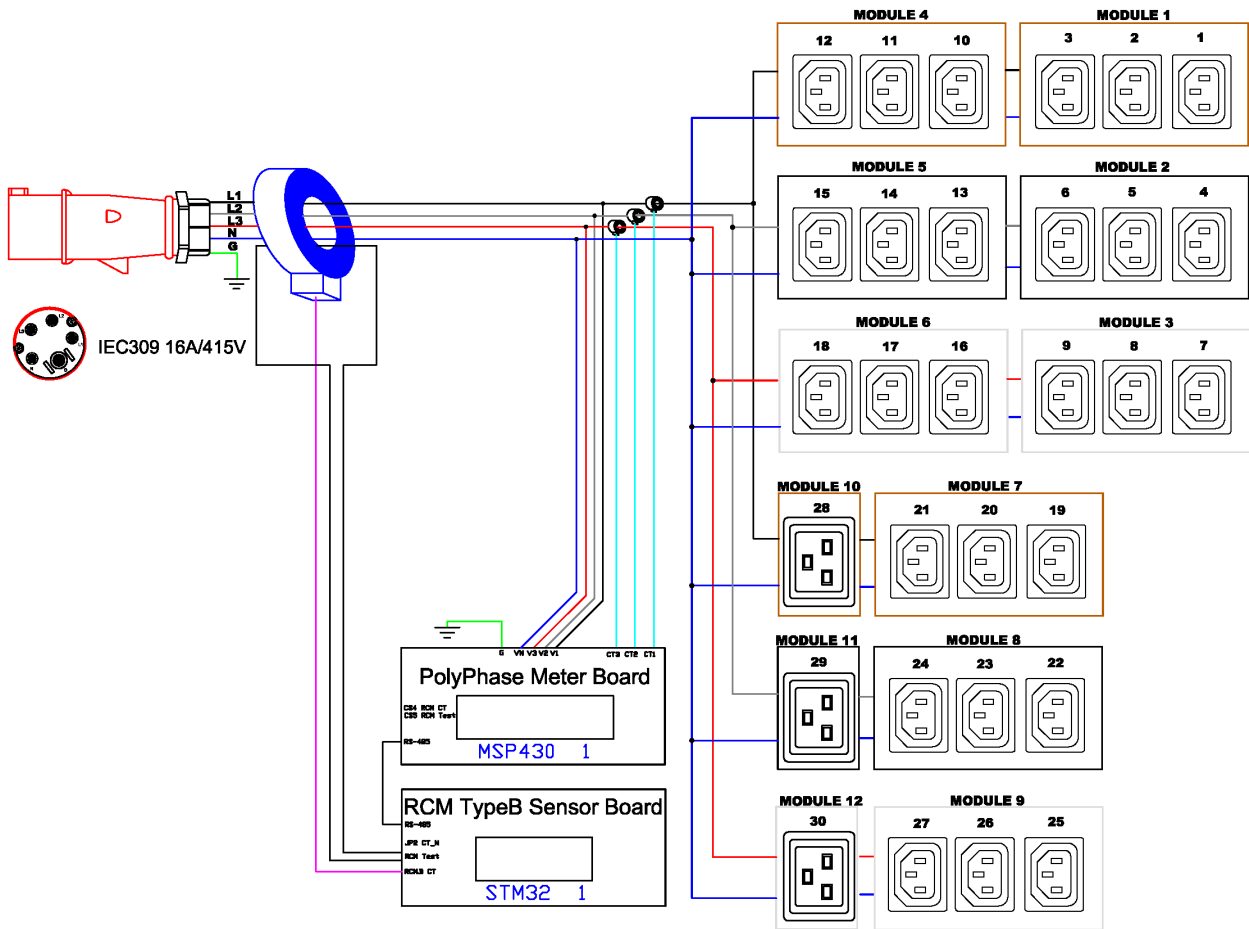 MODULE 4
MODULE 1
12
11
10
3
2
1
MODULE 5
MODULE 2
15
14
13
6
5
4
L1
L2
L3
N
G
IEC309 16A/415V
MODULE 6
MODULE 3
18
17
16
9
8
7
MODULE 10
MODULE 7
28
21
20
19
MODULE 11
MODULE 8
29
24
23
22
G VN V3 V2 V1 CT3 CT2 CT1
PolyPhase Meter Board
CS4 RCM CT
CS5 RCM Test
RS-485
MSP430 1
RCM TypeB Sensor Board
RS-485
JP2 CT_N
RCM Test
RCM.B CT
STM32 1
MODULE 12
MODULE 9
30
27
26
25